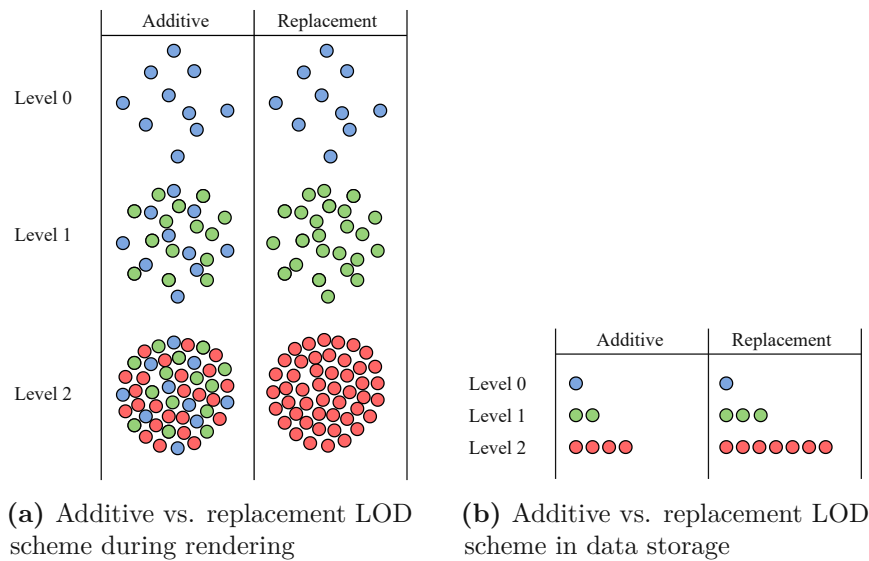 Additive Replacement
Level 0
Level 1
Level 2
(a) Additive vs. replacement LOD
scheme during rendering
Additive Replacement
Level 0
Level 1
Level 2
(b) Additive vs. replacement LOD
scheme in data storage